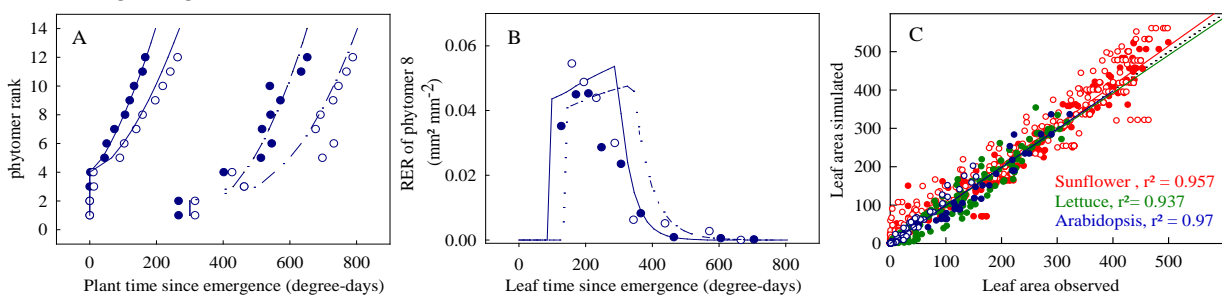 A
14
12
10
8
6
4
2
0
phytomer rank
0 200 400 600 800
Plant time since emergence (degree-days)
B
0.06
0.04
0.02
0.00
RER of phytomer 8
(mm² mm⁻²)
0 200 400 600 800
Leaf time since emergence (degree-days)
C
500
400
300
200
100
0
Leaf area simulated
Sunflower , r² = 0.957
Lettuce, r²= 0.937
Arabidopsis, r² = 0.97
0 100 200 300 400 500
Leaf area observed